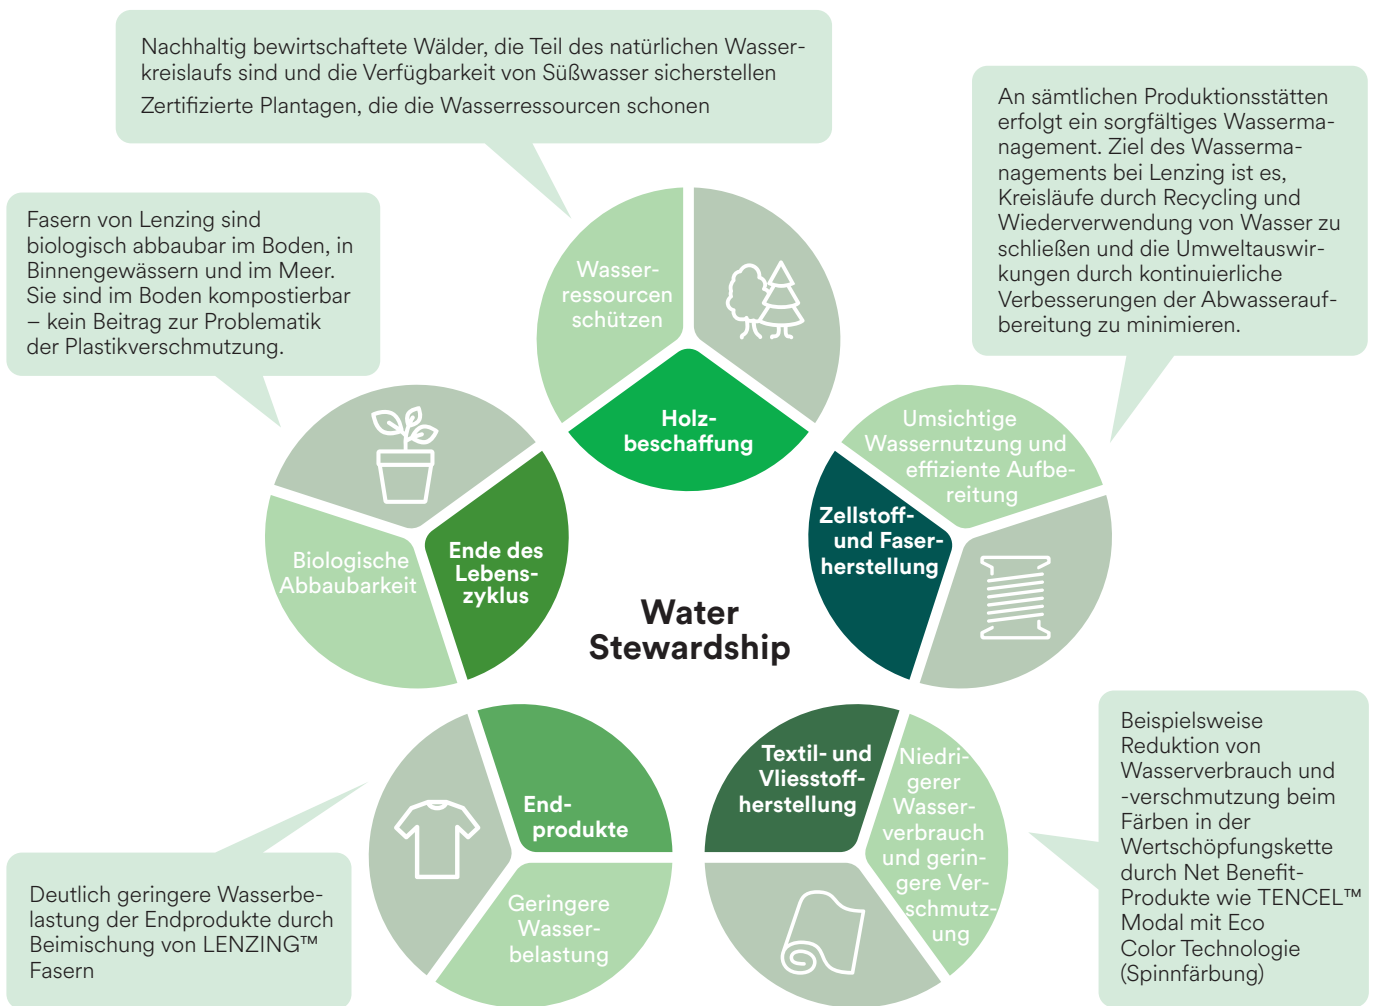 Nachhaltig bewirtschaftete Wälder, die Teil des natürlichen Wasser-
kreislaufs sind und die Verfügbarkeit von Süßwasser sicherstellen
Zertifizierte Plantagen, die die Wasserressourcen schonen
An sämtlichen Produktionsstätten
erfolgt ein sorgfältiges Wasserma-
nagement. Ziel des Wasserma-
nagements bei Lenzing ist es,
Kreisläufe durch Recycling und
Wiederverwendung von Wasser zu
schließen und die Umweltauswir-
kungen durch kontinuierliche
Verbesserungen der Abwasserauf-
bereitung zu minimieren.
Fasern von Lenzing sind
biologisch abbaubar im Boden, in
Binnengewässern und im Meer.
Sie sind im Boden kompostierbar
– kein Beitrag zur Problematik
der Plastikverschmutzung.
Wasser-
ressourcen
schützen
Holz-
beschaffung
Umsichtige
Wassernutzung und
effiziente Aufbe-
reitung
Zellstoff-
und Faser-
herstellung
Biologische
Abbaubarkeit
Ende des
Lebens-
zyklus
Water
Stewardship
End-
produkte
Geringere
Wasser-
belastung
Textil- und
Vliesstoff-
herstellung
Niedri-
gerer
Wasser-
verbrauch
und gerin-
gere Ver-
schmutz-
ung
Beispielsweise
Reduktion von
Wasserverbrauch und
-verschmutzung beim
Färben in der
Wertschöpfungskette
durch Net Benefit-
Produkte wie TENCEL™
Modal mit Eco
Color Technologie
(Spinnfärbung)
Deutlich geringere Wasserbe-
lastung der Endprodukte durch
Beimischung von LENZING™
Fasern